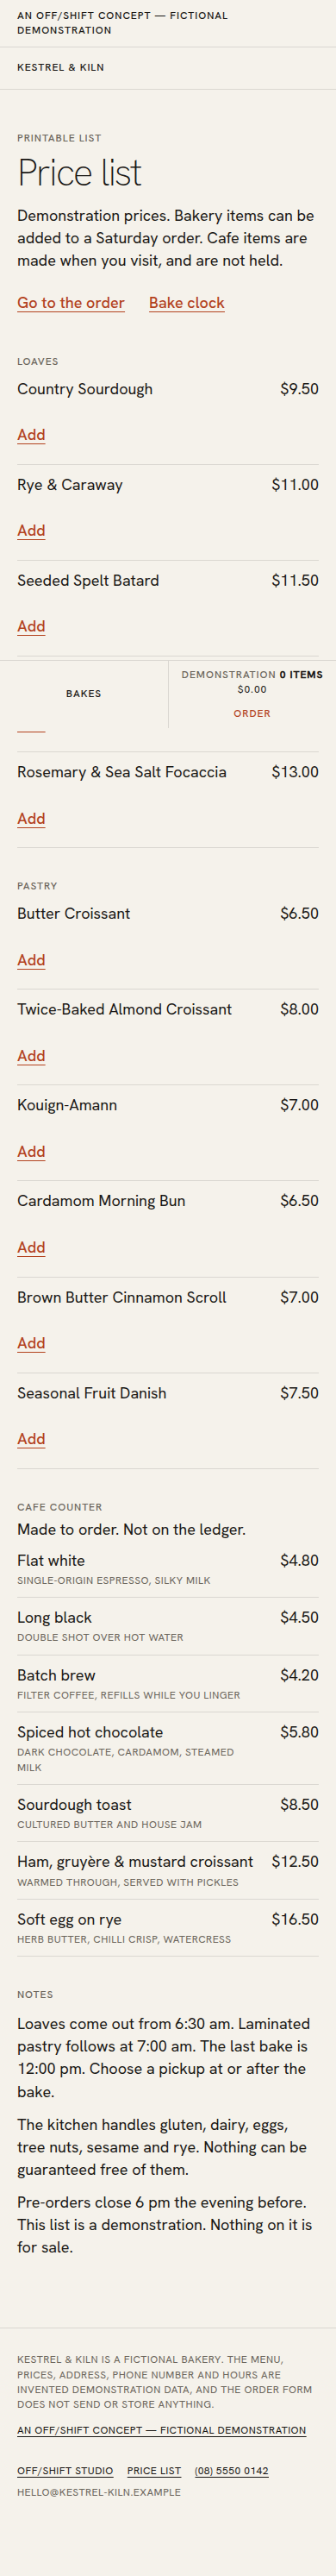 AN OFF/SHIFT CONCEPT — FICTIONAL
DEMONSTRATION
KESTREL & KILN
PRINTABLE LIST
Price list
Demonstration prices. Bakery items can be
added to a Saturday order. Cafe items are
made when you visit, and are not held.
Go to the order Bake clock
LOAVES
Country Sourdough $9.50
Add
Rye & Caraway $11.00
Add
Seeded Spelt Batard $11.50
Add
BAKES
DEMONSTRATION 0 ITEMS
$0.00
ORDER
Rosemary & Sea Salt Focaccia $13.00
Add
PASTRY
Butter Croissant $6.50
Add
Twice-Baked Almond Croissant $8.00
Add
Kouign-Amann $7.00
Add
Cardamom Morning Bun $6.50
Add
Brown Butter Cinnamon Scroll $7.00
Add
Seasonal Fruit Danish $7.50
Add
CAFE COUNTER
Made to order. Not on the ledger.
Flat white $4.80
SINGLE-ORIGIN ESPRESSO, SILKY MILK
Long black $4.50
DOUBLE SHOT OVER HOT WATER
Batch brew $4.20
FILTER COFFEE, REFILLS WHILE YOU LINGER
Spiced hot chocolate $5.80
DARK CHOCOLATE, CARDAMOM, STEAMED
MILK
Sourdough toast $8.50
CULTURED BUTTER AND HOUSE JAM
Ham, gruyère & mustard croissant $12.50
WARMED THROUGH, SERVED WITH PICKLES
Soft egg on rye $16.50
HERB BUTTER, CHILLI CRISP, WATERCRESS
NOTES
Loaves come out from 6:30 am. Laminated
pastry follows at 7:00 am. The last bake is
12:00 pm. Choose a pickup at or after the
bake.
The kitchen handles gluten, dairy, eggs,
tree nuts, sesame and rye. Nothing can be
guaranteed free of them.
Pre-orders close 6 pm the evening before.
This list is a demonstration. Nothing on it is
for sale.
KESTREL & KILN IS A FICTIONAL BAKERY. THE MENU,
PRICES, ADDRESS, PHONE NUMBER AND HOURS ARE
INVENTED DEMONSTRATION DATA, AND THE ORDER FORM
DOES NOT SEND OR STORE ANYTHING.
AN OFF/SHIFT CONCEPT — FICTIONAL DEMONSTRATION
OFF/SHIFT STUDIO PRICE LIST (08) 5550 0142
HELLO@KESTREL-KILN.EXAMPLE